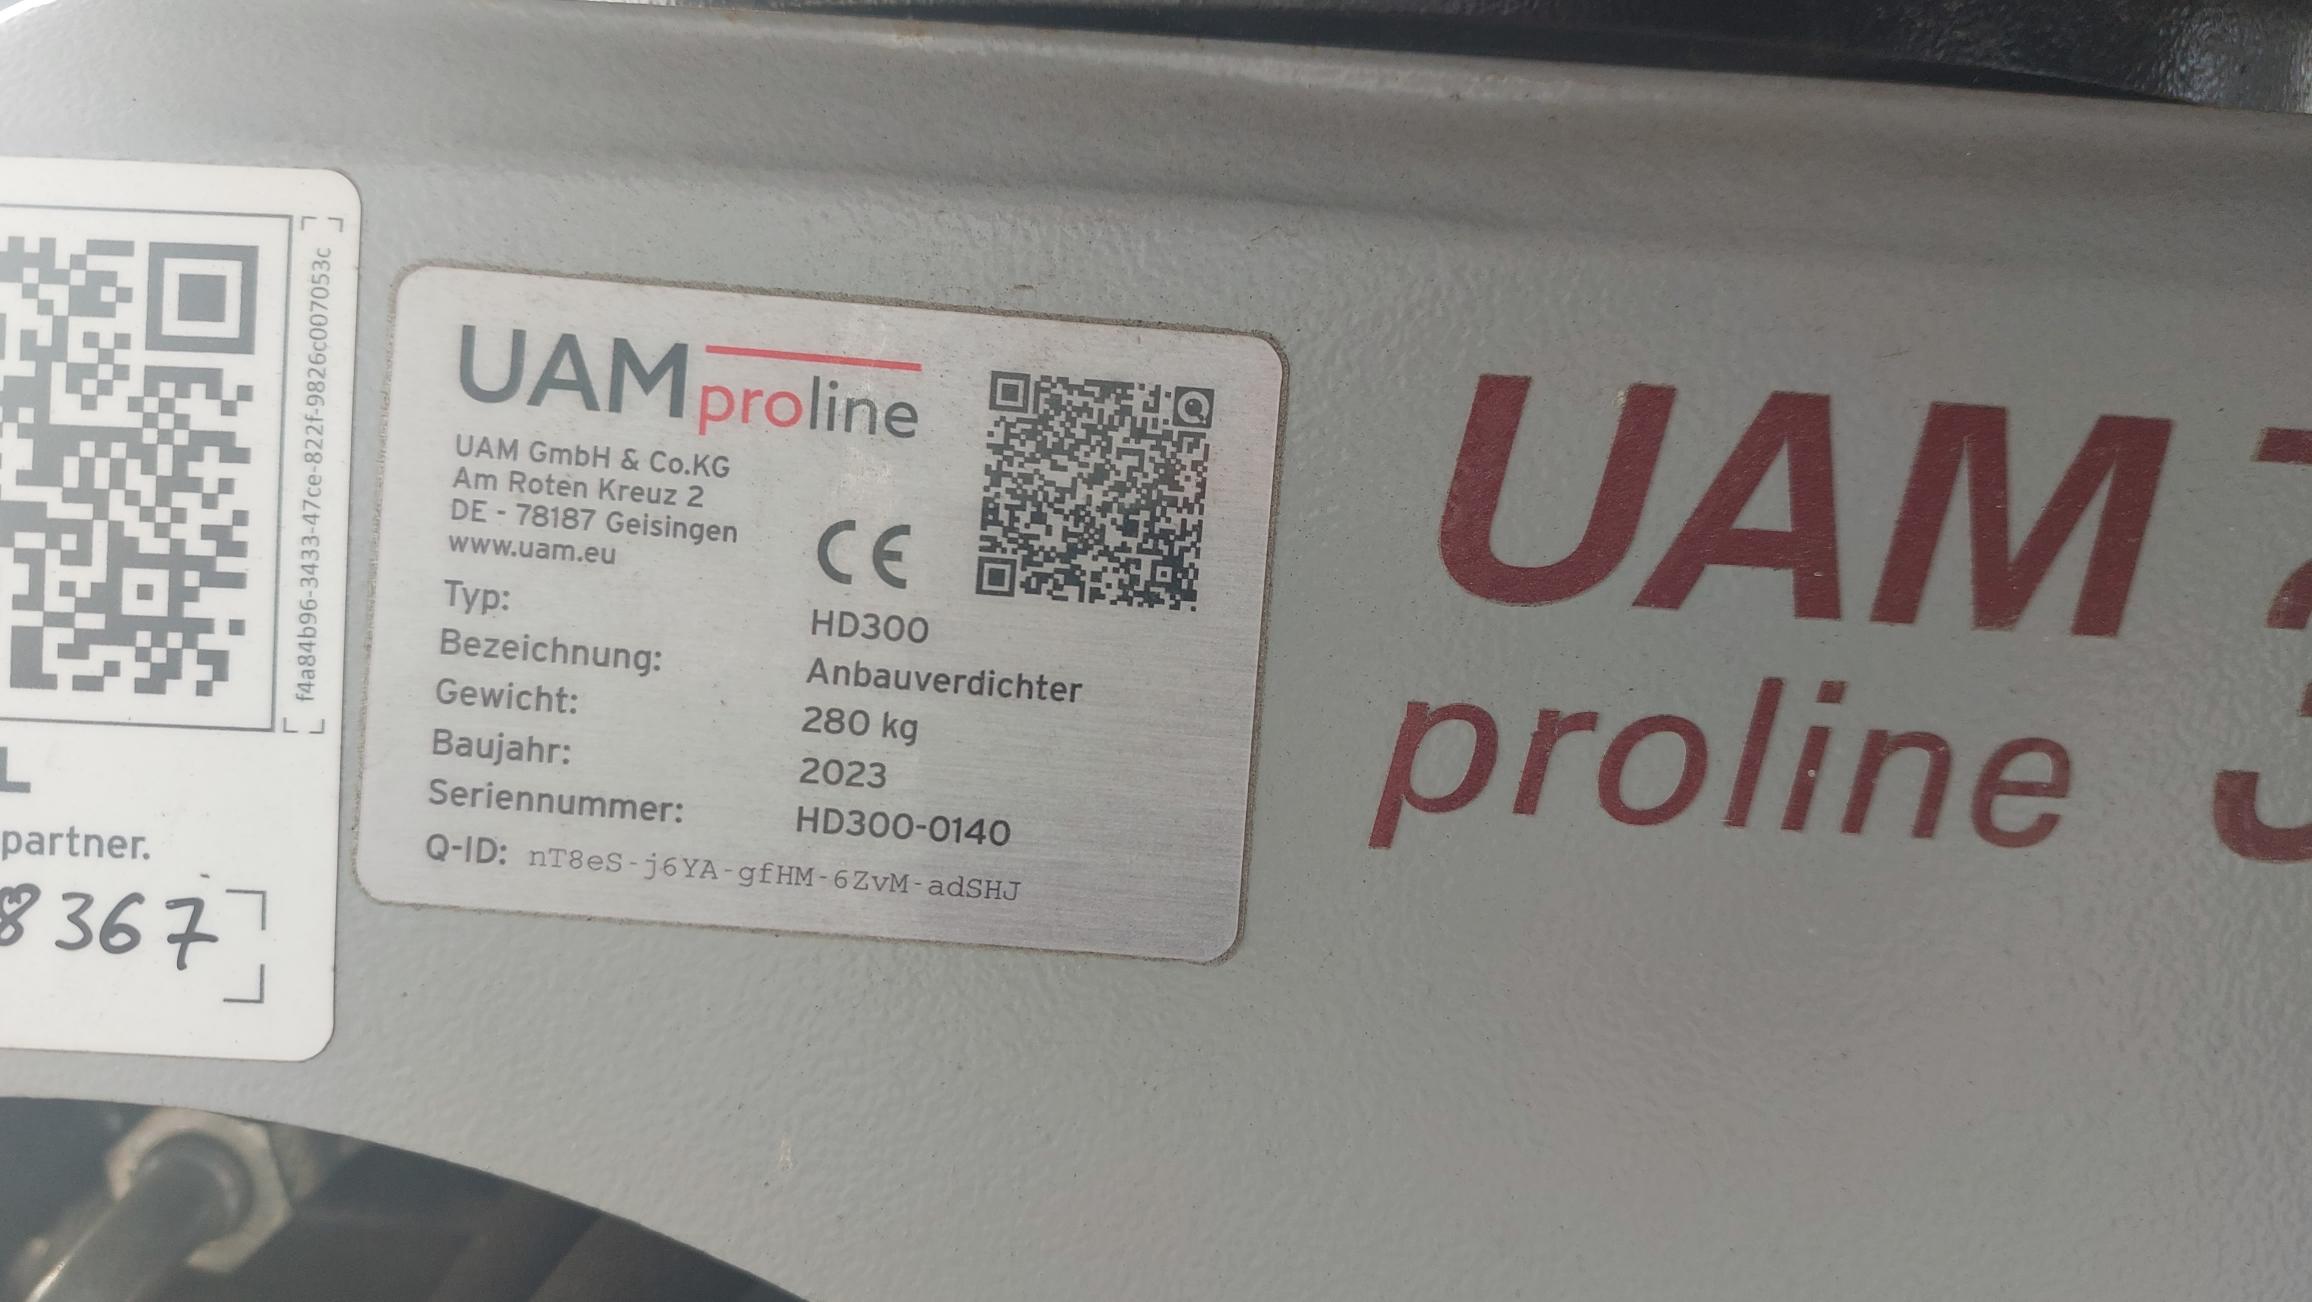 f4a84b96-3433-47ce-822f-9826c007053c
L
partner.
8367
UAM proline
UAM GmbH & Co.KG
Am Roten Kreuz 2
DE - 78187 Geisingen
www.uam.eu
CE
Typ: HD300
Bezeichnung: Anbauverdichter
Gewicht: 280 kg
Baujahr: 2023
Seriennummer: HD300-0140
Q-ID: nT8eS-j6YA-gfHM-6ZvM-adSHJ
UAM
proline